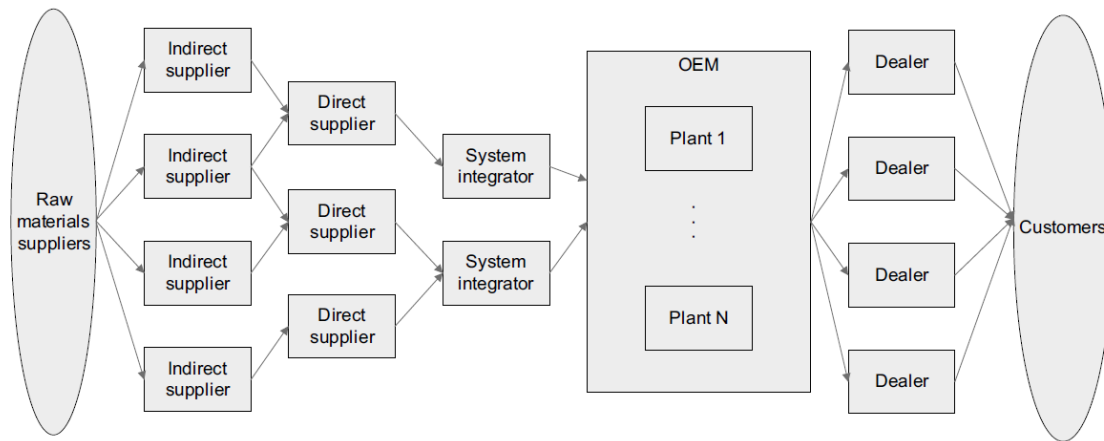 Raw
materials
suppliers
Indirect
supplier
Indirect
supplier
Indirect
supplier
Indirect
supplier
Direct
supplier
Direct
supplier
Direct
supplier
System
integrator
System
integrator
OEM
Plant 1
.
.
.
Plant N
Dealer
Dealer
Dealer
Dealer
Customers